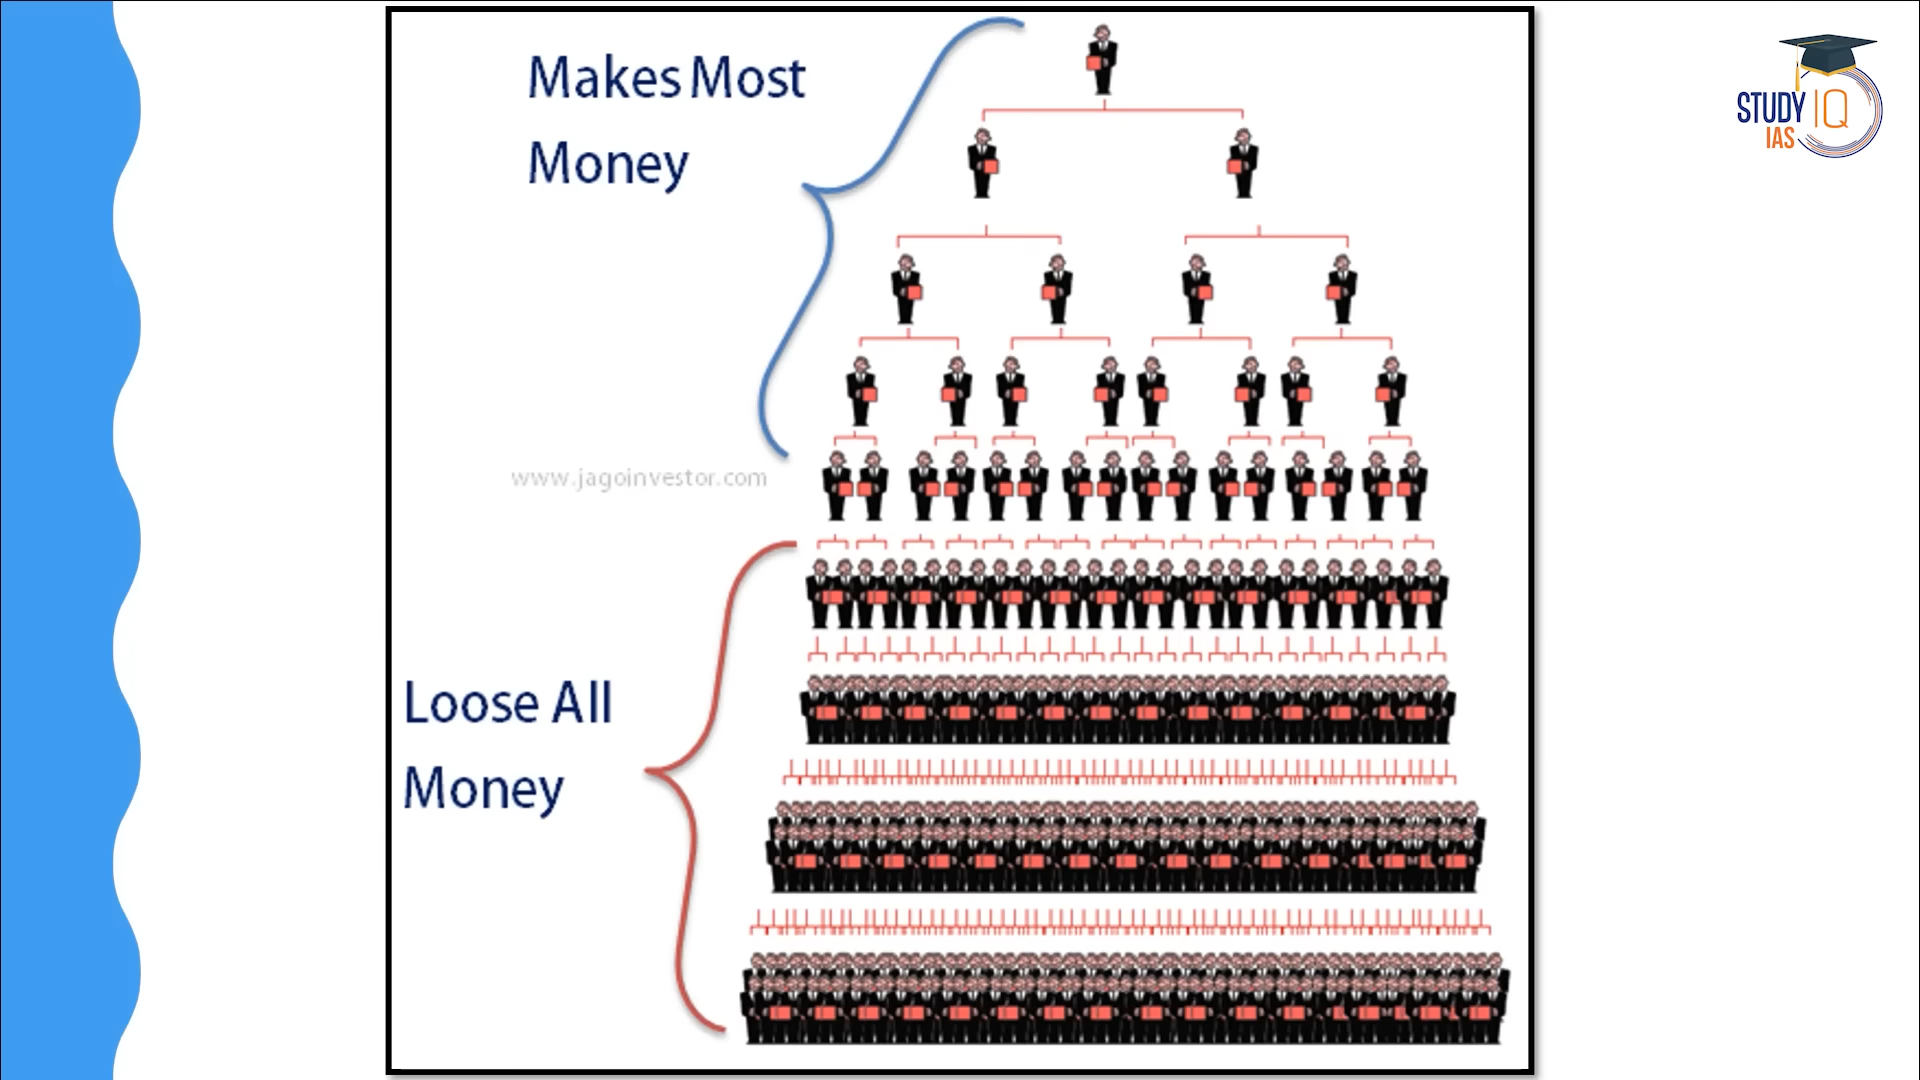 Makes Most
Money
STUDY IQ
IAS
www.jagoinvestor.com
Loose All
Money